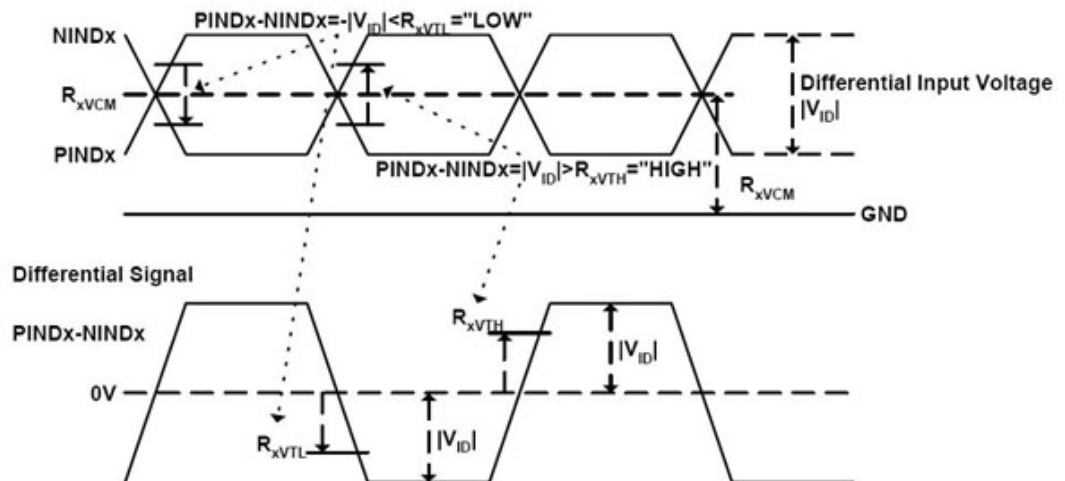 PINDx-NINDx=-|VID|<RxVTL="LOW"
NINDx
RxVCM
Differential Input Voltage
|VID|
PINDx
PINDx-NINDx=|VID|>RxVTH="HIGH"
RxVCM
GND
Differential Signal
PINDx-NINDx
RxVTH
|VID|
0V
RxVTL
|VID|